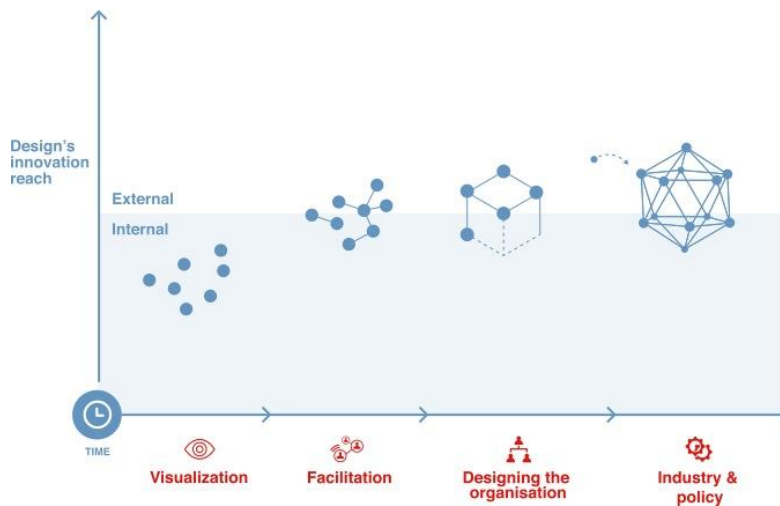 Design's
innovation
reach
External
Internal
TIME
Visualization
Facilitation
Designing the
organisation
Industry &
policy